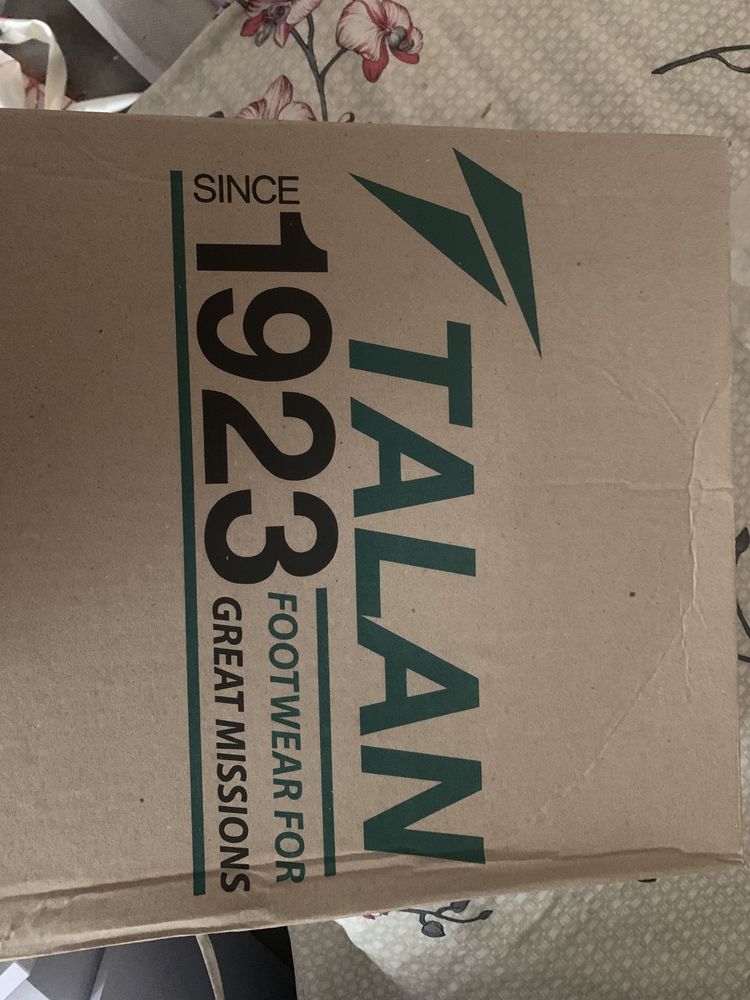 TALAN
SINCE
1923
FOOTWEAR FOR
GREAT MISSIONS